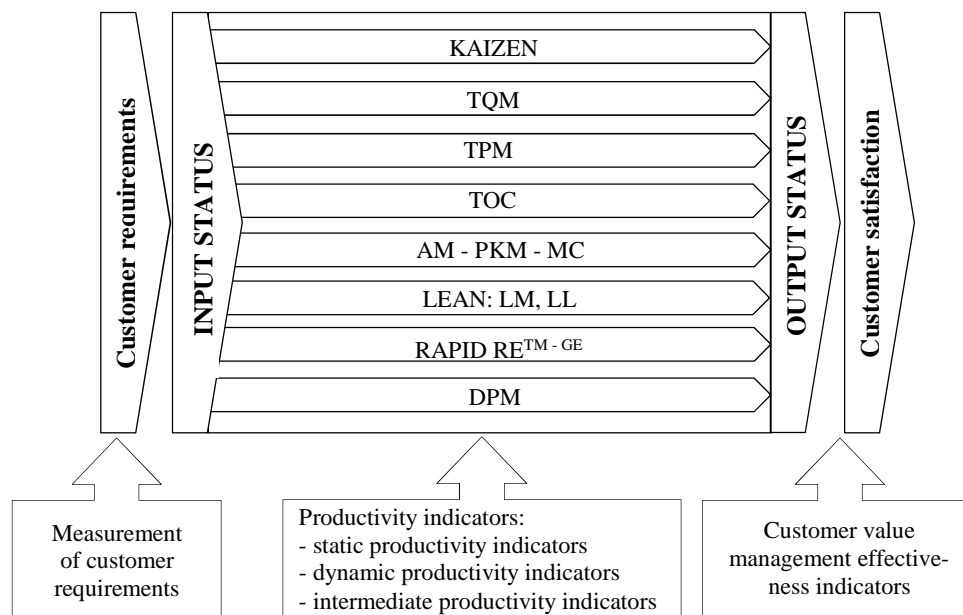 Customer requirements
INPUT STATUS
KAIZEN
TQM
TPM
TOC
AM - PKM - MC
LEAN: LM, LL
RAPID RE™ - GE
DPM
OUTPUT STATUS
Customer satisfaction
Measurement
of customer
requirements
Productivity indicators:
- static productivity indicators
- dynamic productivity indicators
- intermediate productivity indicators
Customer value
management effective-
ness indicators